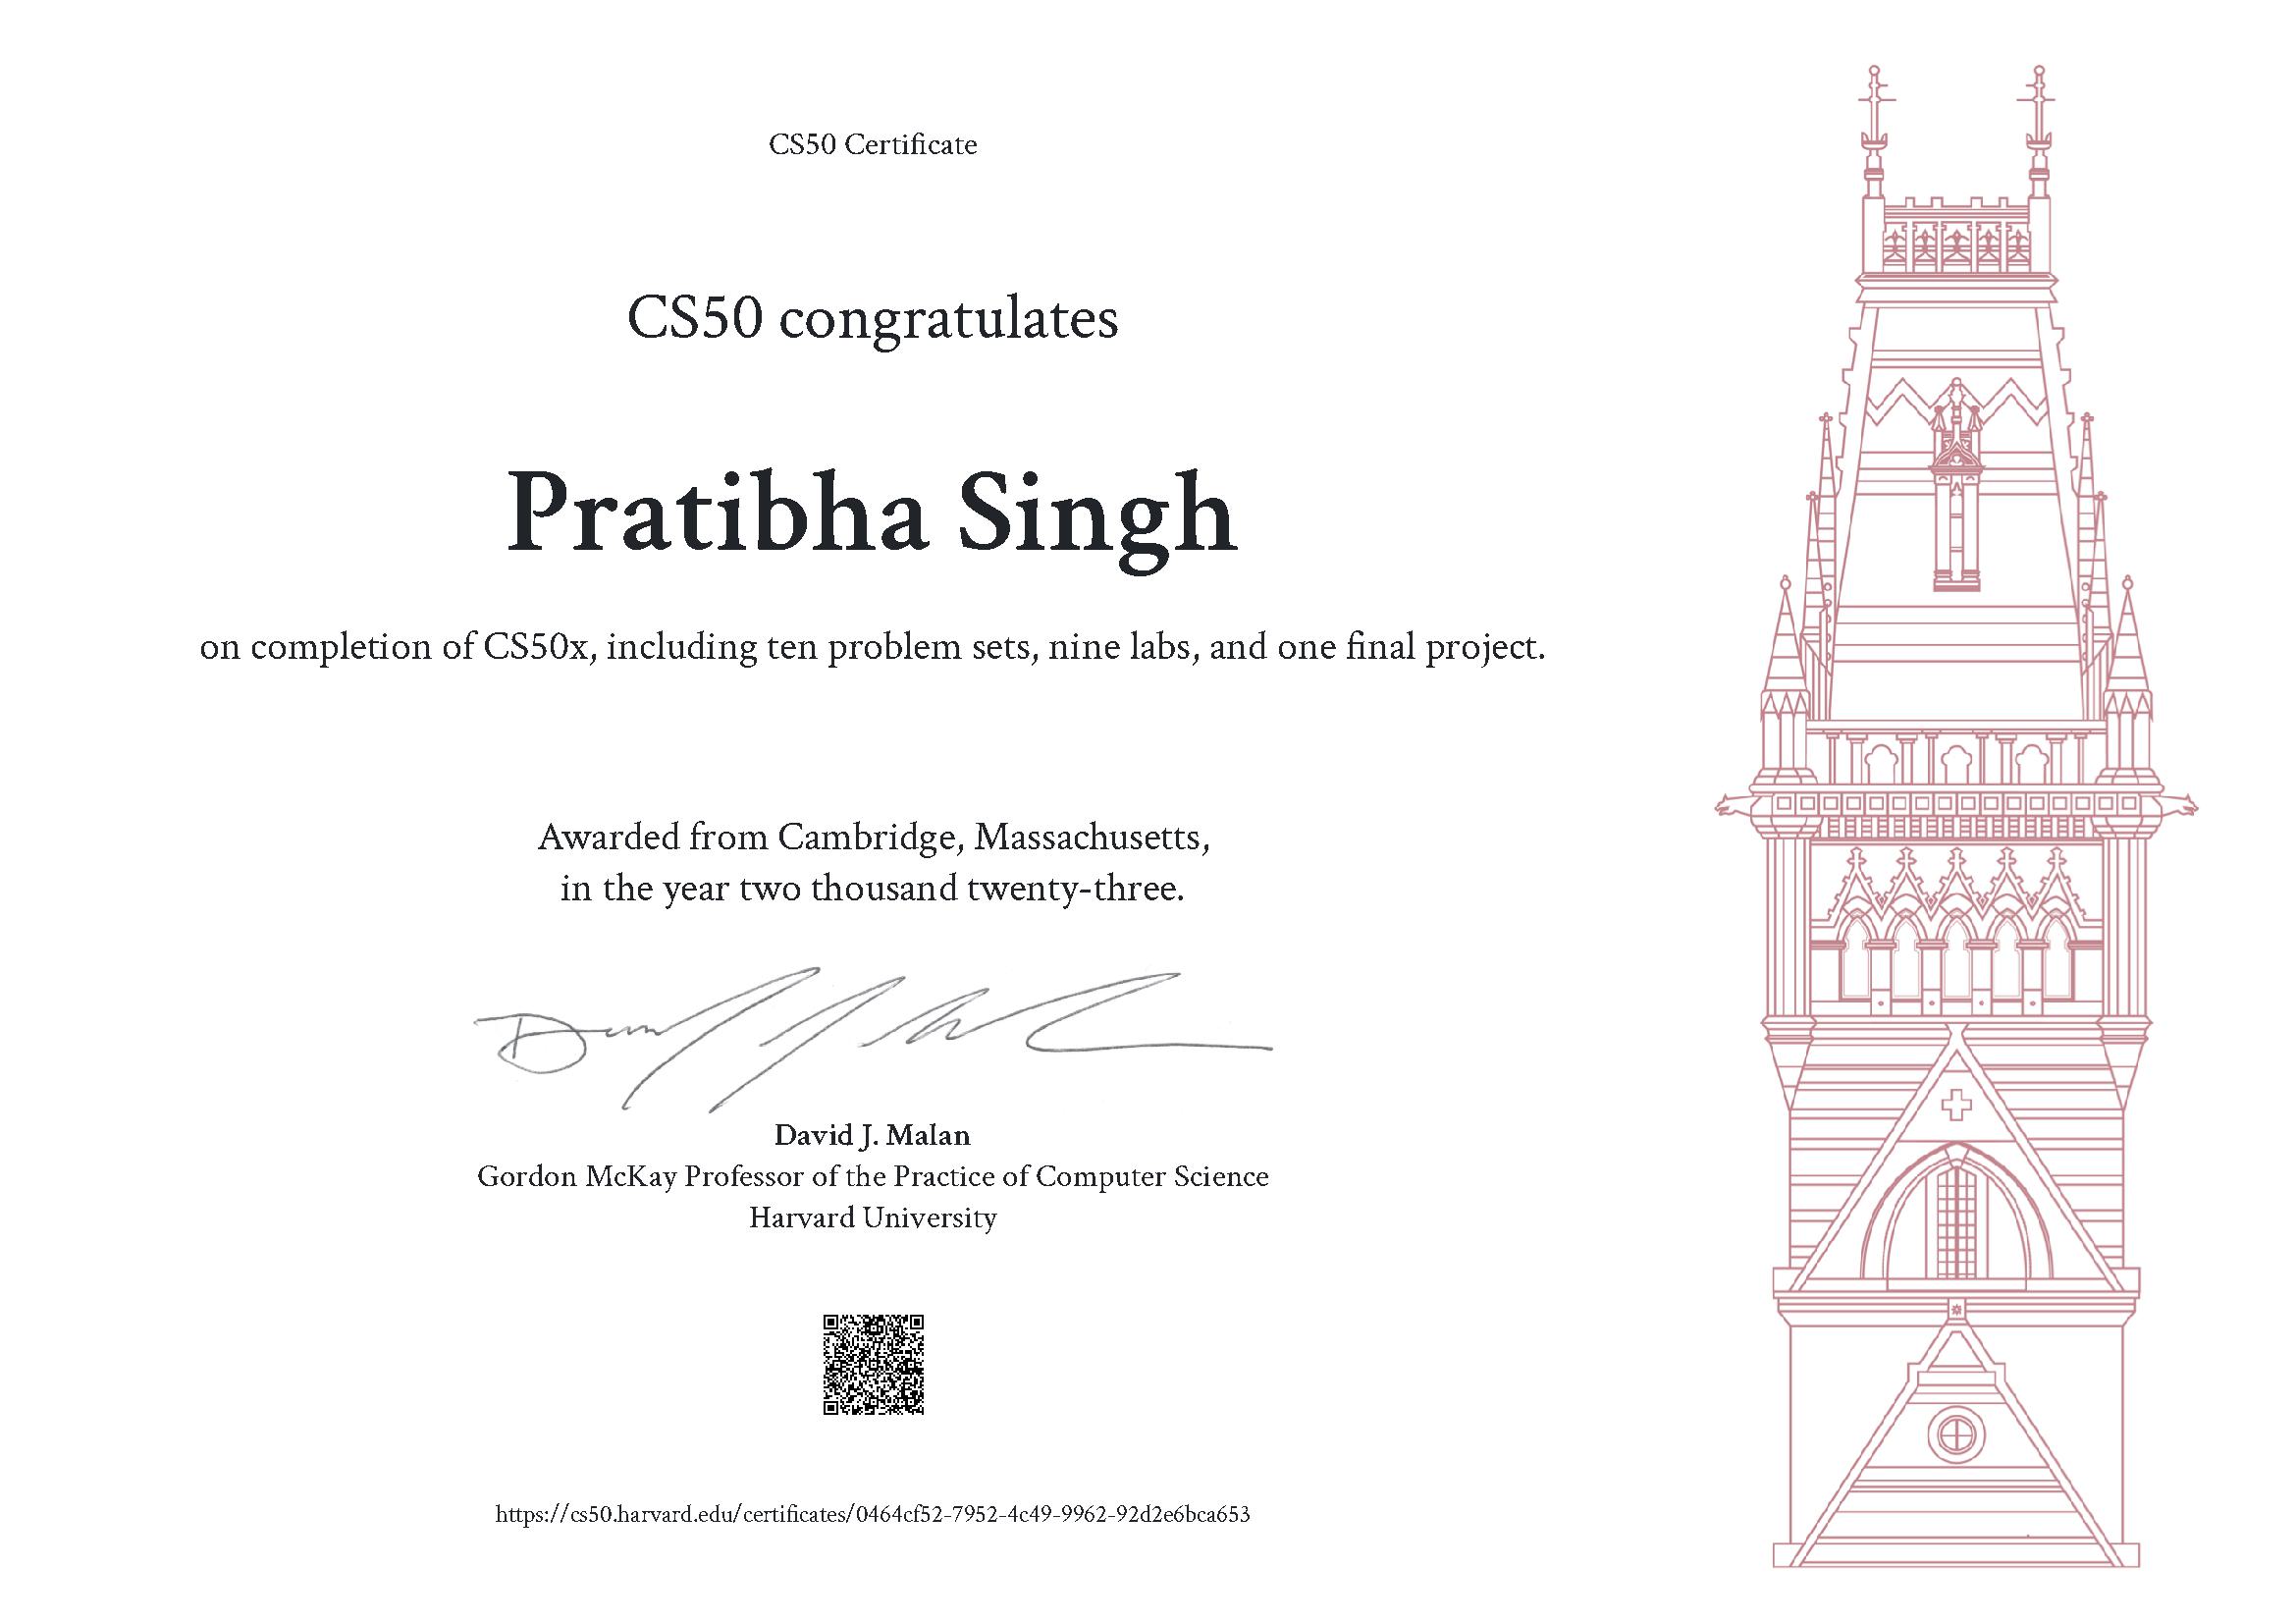 CS50 Certificate
CS50 congratulates
Pratibha Singh
on completion of CS50x, including ten problem sets, nine labs, and one final project.
Awarded from Cambridge, Massachusetts,
in the year two thousand twenty-three.
David J. Malan
Gordon McKay Professor of the Practice of Computer Science
Harvard University
https://cs50.harvard.edu/certificates/0464cf52-7952-4c49-9962-92d2e6bca653